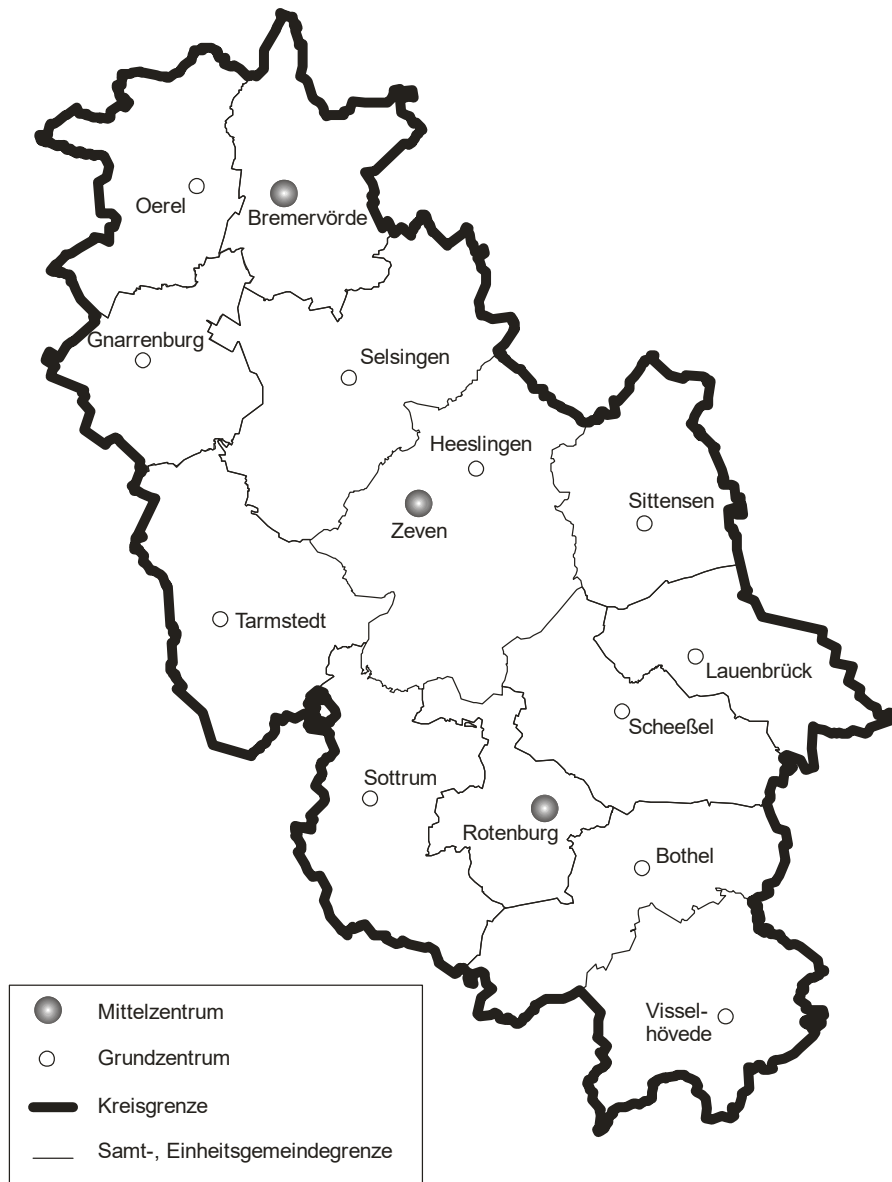 Oerel
Bremervörde
Gnarrenburg
Selsingen
Heeslingen
Zeven
Sittensen
Tarmstedt
Lauenbrück
Scheeßel
Sottrum
Rotenburg
Bothel
Vissel-
hövede
Mittelzentrum
Grundzentrum
Kreisgrenze
Samt-, Einheitsgemeindegrenze